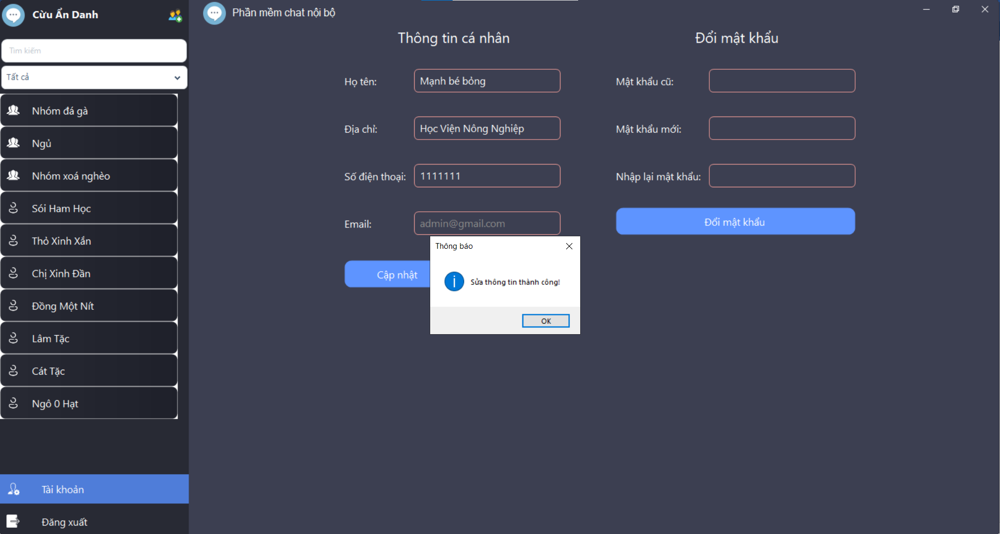 Cừu Ẩn Danh
Tìm kiếm
Tất cả
Nhóm đá gà
Ngủ
Nhóm xoá nghèo
Sói Ham Học
Thỏ Xinh Xắn
Chị Xinh Đần
Đồng Một Nít
Lâm Tặc
Cát Tặc
Ngô 0 Hạt
Tài khoản
Đăng xuất
Phần mềm chat nội bộ
Thông tin cá nhân
Họ tên:
Mạnh bé bỏng
Địa chỉ:
Học Viện Nông Nghiệp
Số điện thoại:
1111111
Email:
admin@gmail.com
Cập nhật
Đổi mật khẩu
Mật khẩu cũ:
Mật khẩu mới:
Nhập lại mật khẩu:
Đổi mật khẩu
Thông báo
Sửa thông tin thành công!
OK